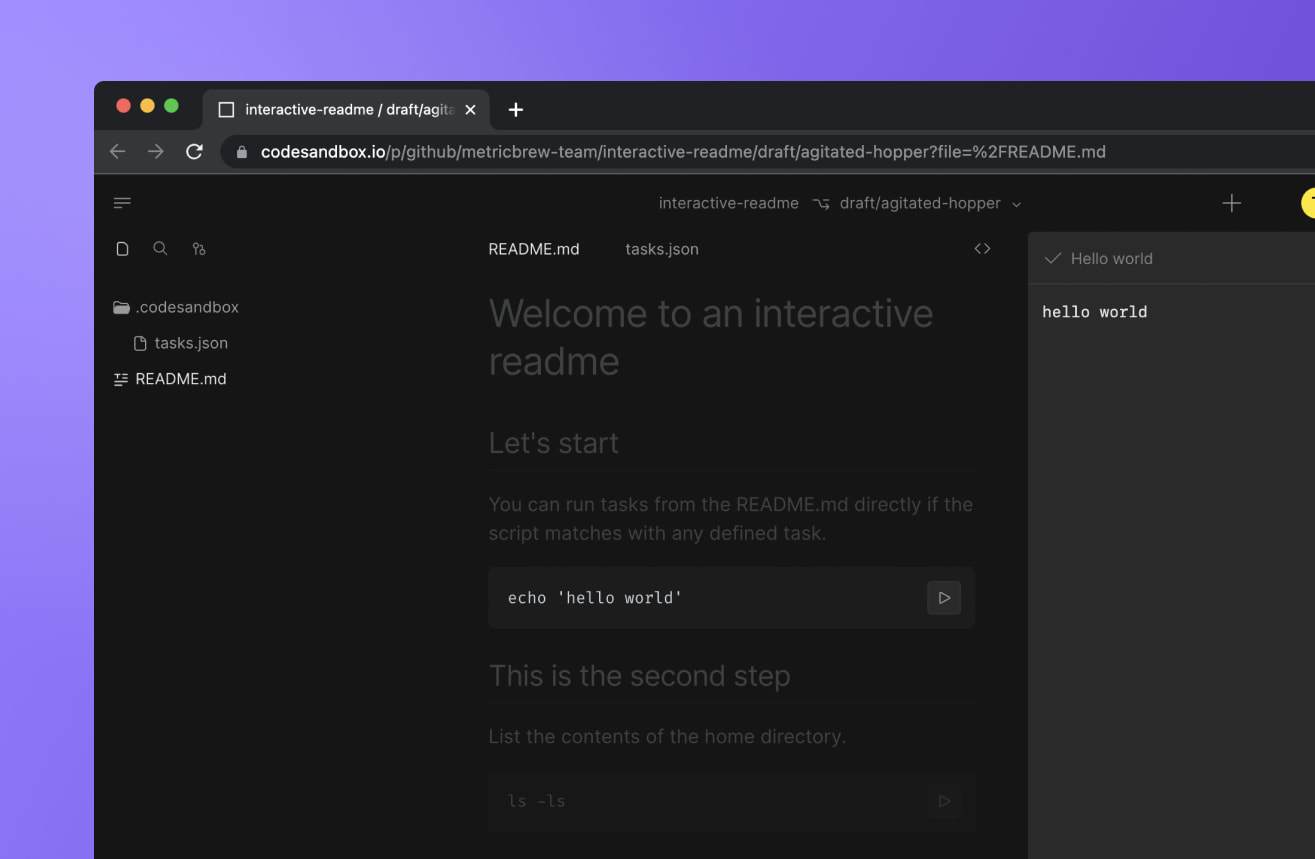 interactive-readme / draft/agita
codesandbox.io/p/github/metricbrew-team/interactive-readme/draft/agitated-hopper?file=%2FREADME.md
interactive-readme draft/agitated-hopper
README.md tasks.json
Hello world
.codesandbox
tasks.json
README.md
Welcome to an interactive
readme
Let's start
You can run tasks from the README.md directly if the
script matches with any defined task.
echo 'hello world'
This is the second step
List the contents of the home directory.
ls -ls
hello world